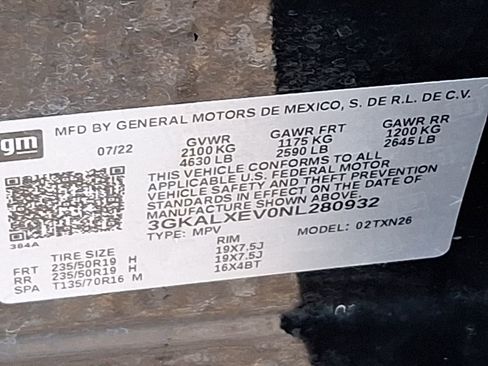 gm
MFD BY GENERAL MOTORS DE MEXICO, S. DE R.L. DE C.V.
07/22 GVWR GAWR FRT GAWR RR
2100 KG 1175 KG 1200 KG
4630 LB 2590 LB 2645 LB
THIS VEHICLE CONFORMS TO ALL
APPLICABLE U.S. FEDERAL MOTOR
VEHICLE SAFETY AND THEFT PREVENTION
STANDARDS IN EFFECT ON THE DATE OF
MANUFACTURE SHOWN ABOVE.
3GKALXEV0NL280932
TYPE: MPV MODEL: 02TXN26
384A
TIRE SIZE RIM
FRT 235/50R19 H 19X7.5J
RR 235/50R19 H 19X7.5J
SPA T135/70R16 M 16X4BT